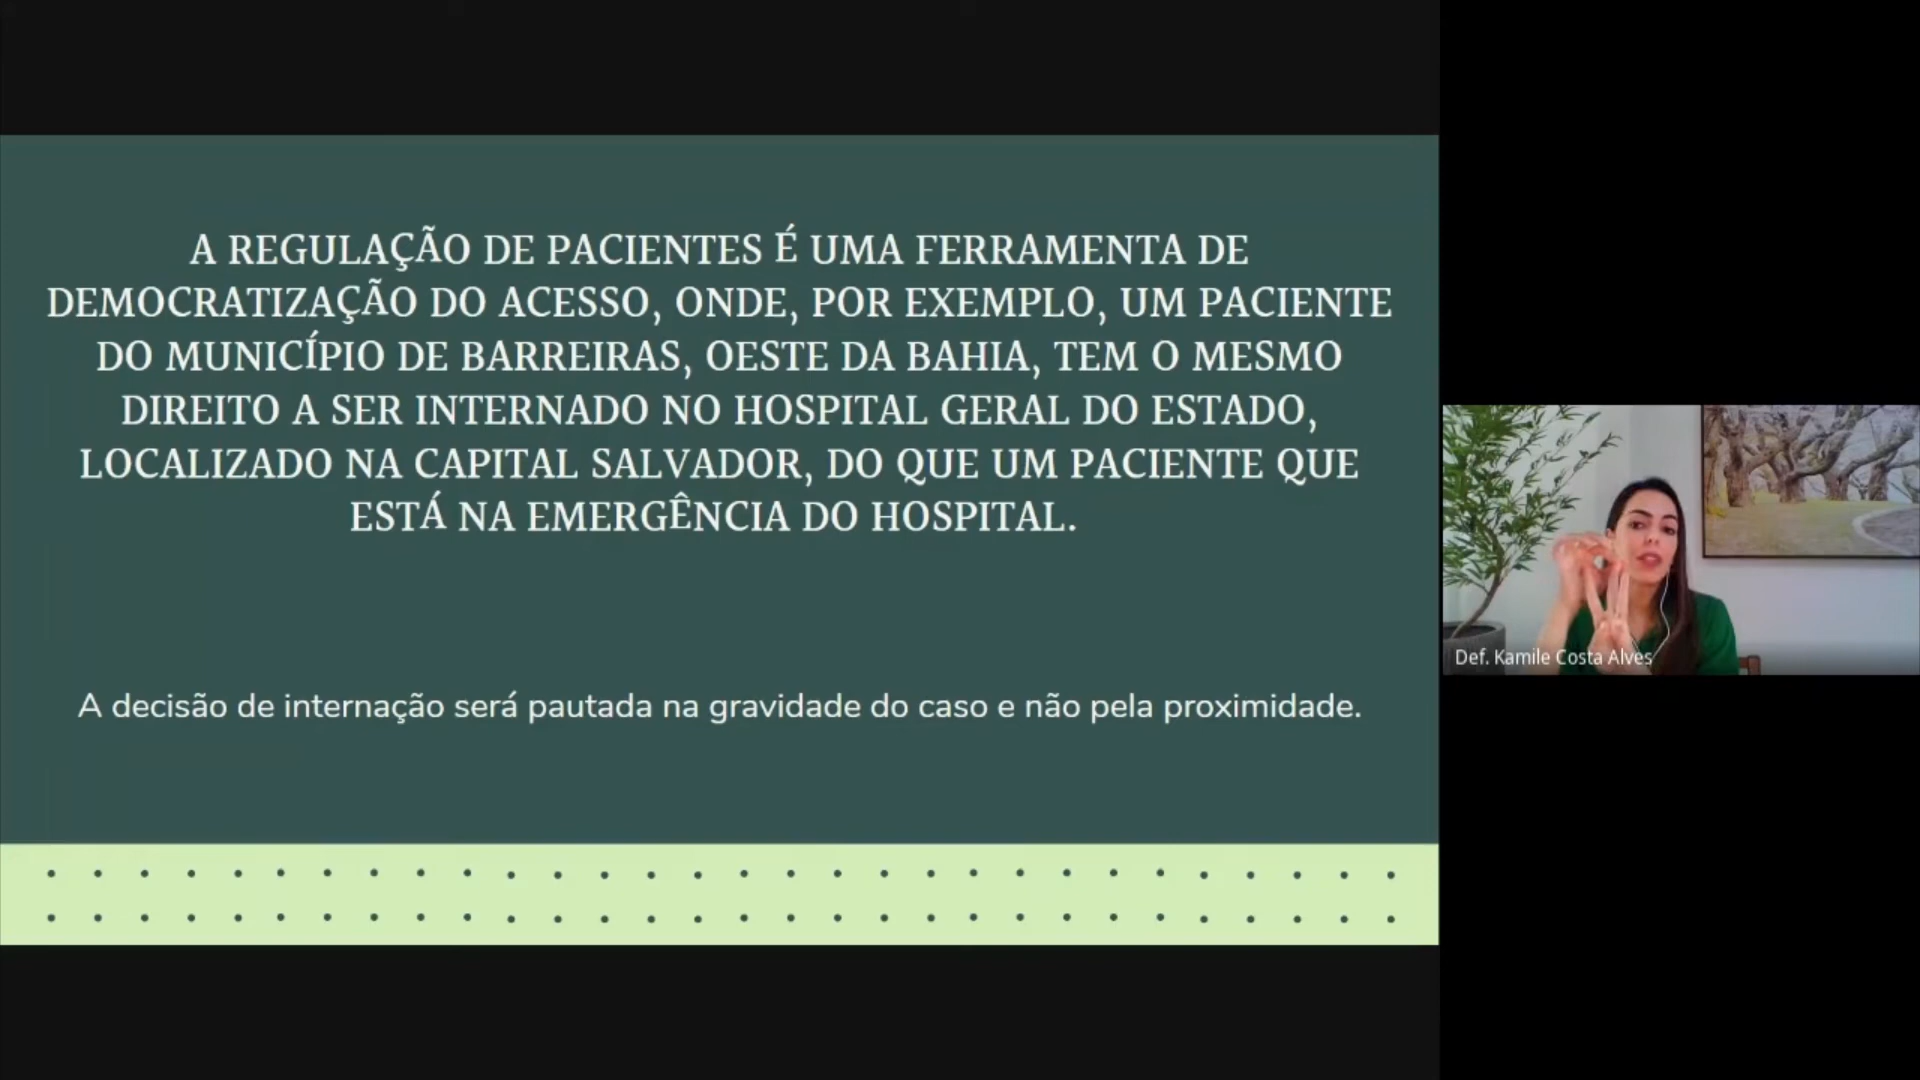 A REGULAÇÃO DE PACIENTES É UMA FERRAMENTA DE
DEMOCRATIZAÇÃO DO ACESSO, ONDE, POR EXEMPLO, UM PACIENTE
DO MUNICÍPIO DE BARREIRAS, OESTE DA BAHIA, TEM O MESMO
DIREITO A SER INTERNADO NO HOSPITAL GERAL DO ESTADO,
LOCALIZADO NA CAPITAL SALVADOR, DO QUE UM PACIENTE QUE
ESTÁ NA EMERGÊNCIA DO HOSPITAL.
A decisão de internação será pautada na gravidade do caso e não pela proximidade.
Def. Kamile Costa Alves